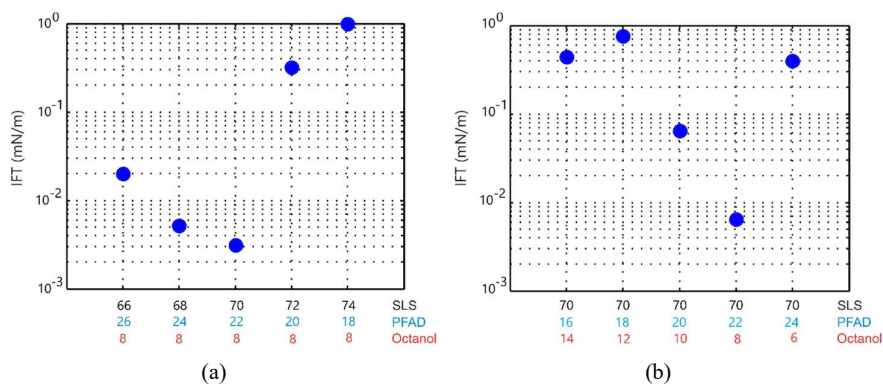 10^0
10^-1
10^-2
10^-3
IFT (mN/m)
66 68 70 72 74 SLS
26 24 22 20 18 PFAD
8 8 8 8 8 Octanol
(a)
10^0
10^-1
10^-2
10^-3
IFT (mN/m)
70 70 70 70 70 SLS
16 18 20 22 24 PFAD
14 12 10 8 6 Octanol
(b)